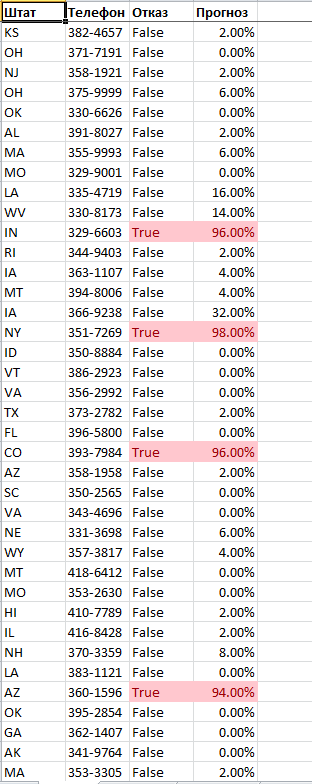 Штат Телефон Отказ Прогноз
KS 382-4657 False 2.00%
OH 371-7191 False 0.00%
NJ 358-1921 False 2.00%
OH 375-9999 False 6.00%
OK 330-6626 False 0.00%
AL 391-8027 False 2.00%
MA 355-9993 False 6.00%
MO 329-9001 False 0.00%
LA 335-4719 False 16.00%
WV 330-8173 False 14.00%
IN 329-6603 True 96.00%
RI 344-9403 False 2.00%
IA 363-1107 False 4.00%
MT 394-8006 False 4.00%
IA 366-9238 False 32.00%
NY 351-7269 True 98.00%
ID 350-8884 False 0.00%
VT 386-2923 False 0.00%
VA 356-2992 False 0.00%
TX 373-2782 False 2.00%
FL 396-5800 False 0.00%
CO 393-7984 True 96.00%
AZ 358-1958 False 2.00%
SC 350-2565 False 0.00%
VA 343-4696 False 0.00%
NE 331-3698 False 6.00%
WY 357-3817 False 4.00%
MT 418-6412 False 0.00%
MO 353-2630 False 0.00%
HI 410-7789 False 2.00%
IL 416-8428 False 2.00%
NH 370-3359 False 8.00%
LA 383-1121 False 0.00%
AZ 360-1596 True 94.00%
OK 395-2854 False 0.00%
GA 362-1407 False 0.00%
AK 341-9764 False 0.00%
MA 353-3305 False 2.00%